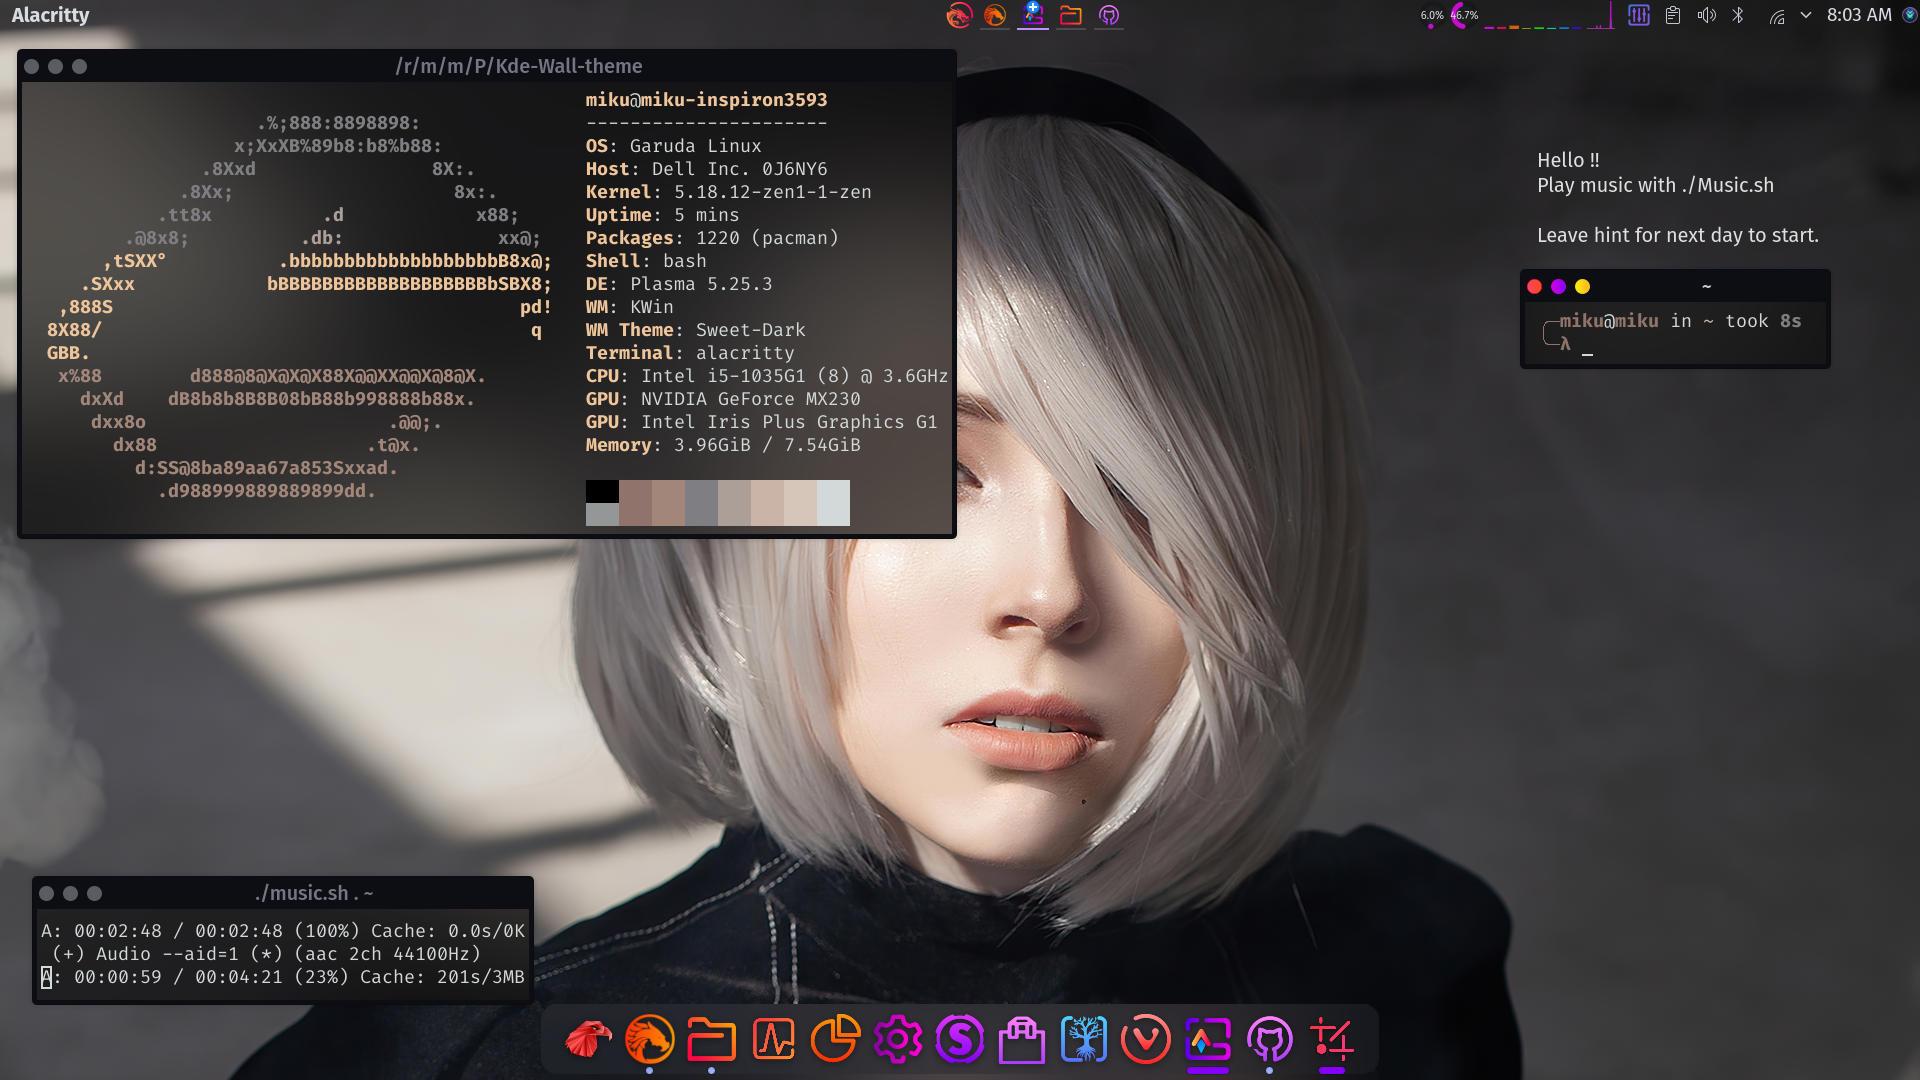 Alacritty
6.0% 46.7%
8:03 AM
/r/m/m/P/Kde-Wall-theme
.%;888:8898898:
x;XxXB%89b8:b8%b88:
.8Xxd 8X:.
.8Xx; 8x:.
.tt8x .d x88;
.@8x8; .db: xx@;
,tSXX° .bbbbbbbbbbbbbbbbbbbbB8x@;
.SXxx bBBBBBBBBBBBBBBBBBBBbSBX8;
,888S pd!
8X88/ q
GBB.
x%88 d888@8@X@X@X88X@@XX@@X@8@X.
dxXd dB8b8b8B8B08bB88b998888b88x.
dxx8o .@@;.
dx88 .t@x.
d:SS@8ba89aa67a853Sxxad.
.d988999889889899dd.
miku@miku-inspiron3593
----------------------
OS: Garuda Linux
Host: Dell Inc. 0J6NY6
Kernel: 5.18.12-zen1-1-zen
Uptime: 5 mins
Packages: 1220 (pacman)
Shell: bash
DE: Plasma 5.25.3
WM: KWin
WM Theme: Sweet-Dark
Terminal: alacritty
CPU: Intel i5-1035G1 (8) @ 3.6GHz
GPU: NVIDIA GeForce MX230
GPU: Intel Iris Plus Graphics G1
Memory: 3.96GiB / 7.54GiB
Hello !!
Play music with ./Music.sh
Leave hint for next day to start.
~
miku@miku in ~ took 8s
λ _
./music.sh . ~
A: 00:02:48 / 00:02:48 (100%) Cache: 0.0s/0K
(+) Audio --aid=1 (*) (aac 2ch 44100Hz)
A: 00:00:59 / 00:04:21 (23%) Cache: 201s/3MB